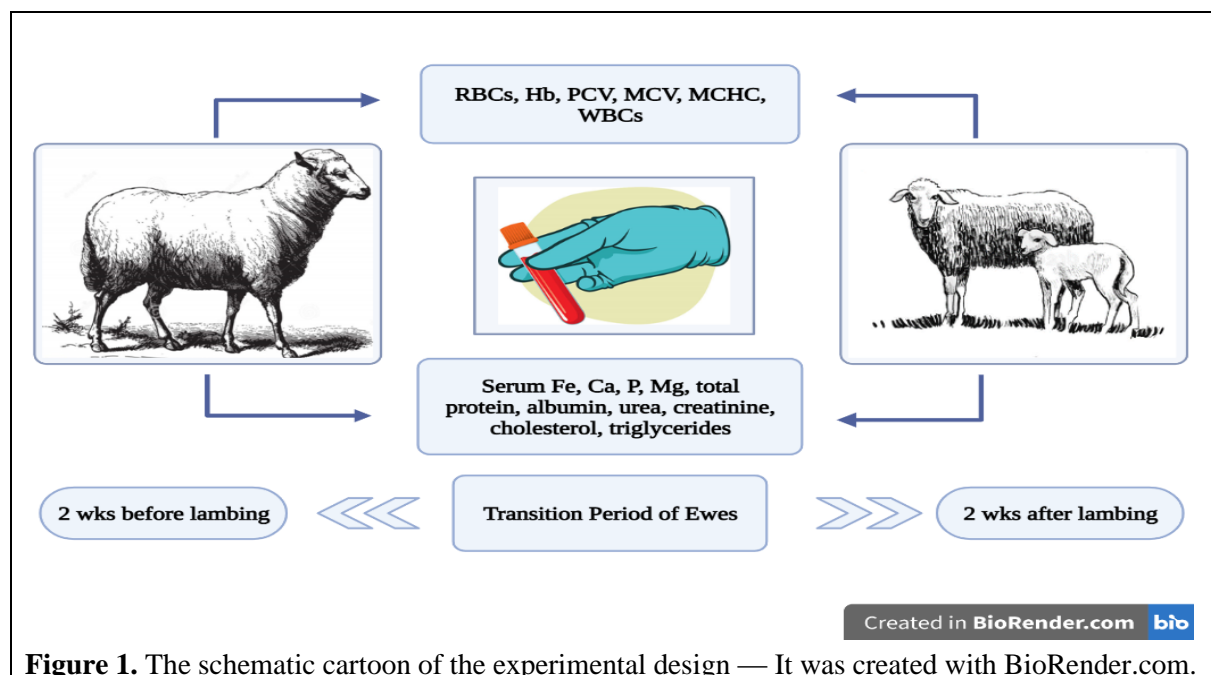 RBCs, Hb, PCV, MCV, MCHC,
WBCs
Serum Fe, Ca, P, Mg, total
protein, albumin, urea, creatinine,
cholesterol, triglycerides
2 wks before lambing
Transition Period of Ewes
2 wks after lambing
Created in BioRender.com bio
Figure 1. The schematic cartoon of the experimental design — It was created with BioRender.com.